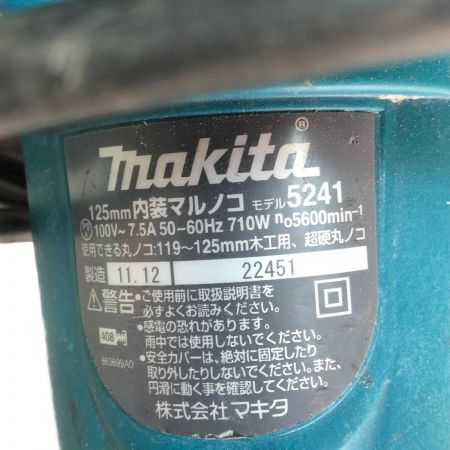 makita®
125mm 内装マルノコ モデル 5241
PS 100V～ 7.5A 50-60Hz 710W n₀5600min⁻¹
使用できる丸ノコ:119～125mm木工用、超硬丸ノコ
製造 11.12 22451
⚠警告 •ご使用前に取扱説明書を
必ずよくお読みください。
•感電の恐れがあります。
408 雨中では使用しないでください。
863699A0 •安全カバーは、絶対に固定したり
取り外したりしないでください。また、
円滑に動く事を確認してください。
株式会社マキタ